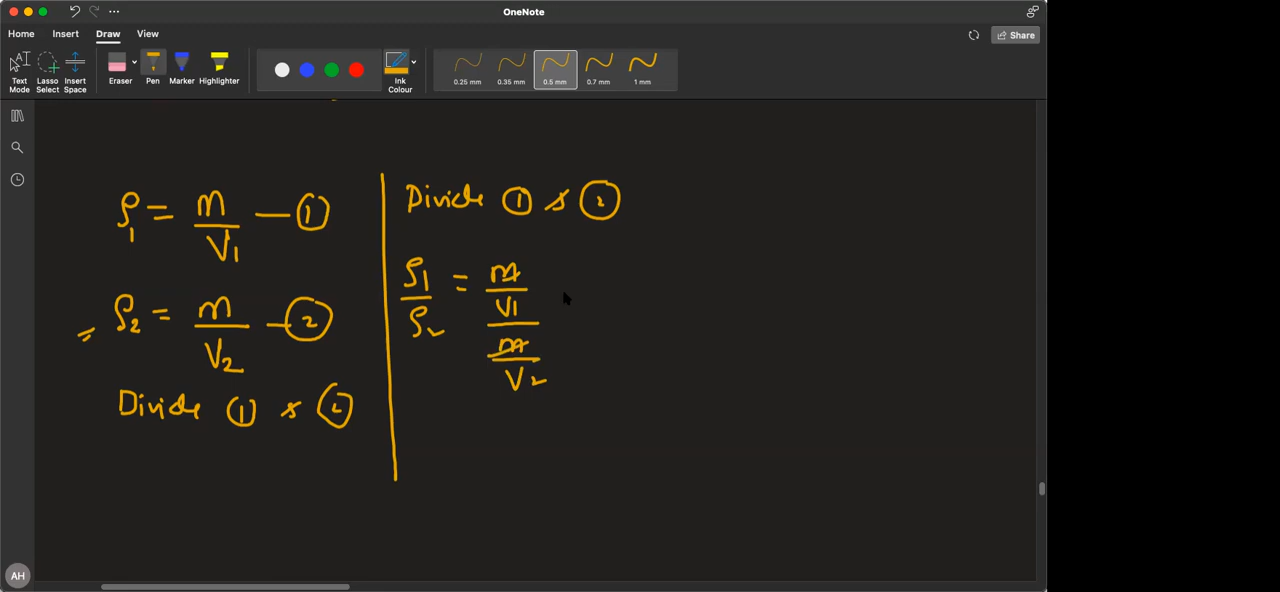 OneNote
Home Insert Draw View
Share
Text Mode
Lasso Select
Insert Space
Eraser
Pen
Marker
Highlighter
Ink Colour
0.25 mm
0.35 mm
0.5 mm
0.7 mm
1 mm
ρ₁ = m/V₁ — ①
ρ₂ = m/V₂ — ②
Divide ① & ②
Divide ① & ②
ρ₁/ρ₂ = (m/V₁)/(m/V₂)
AH